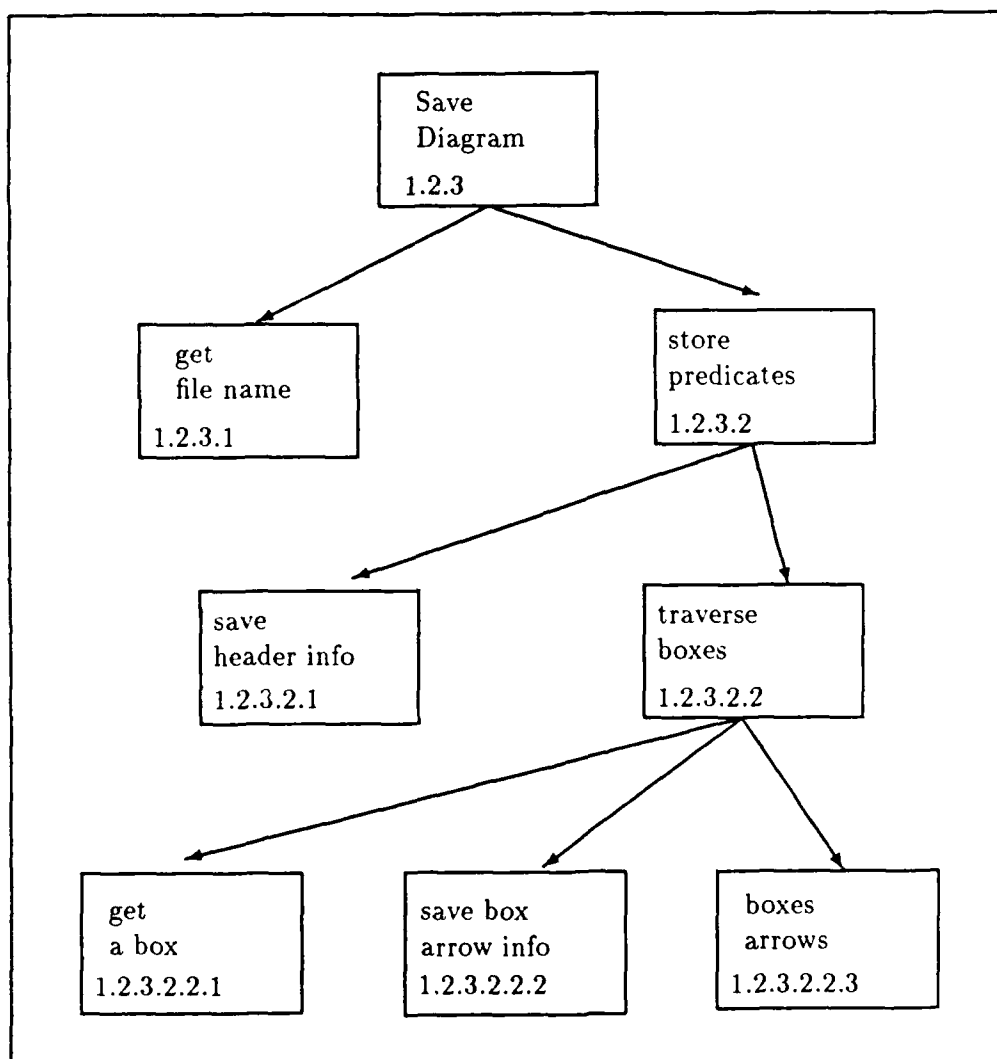 Save
Diagram
1.2.3
get
file name
1.2.3.1
store
predicates
1.2.3.2
save
header info
1.2.3.2.1
traverse
boxes
1.2.3.2.2
get
a box
1.2.3.2.2.1
save box
arrow info
1.2.3.2.2.2
boxes
arrows
1.2.3.2.2.3